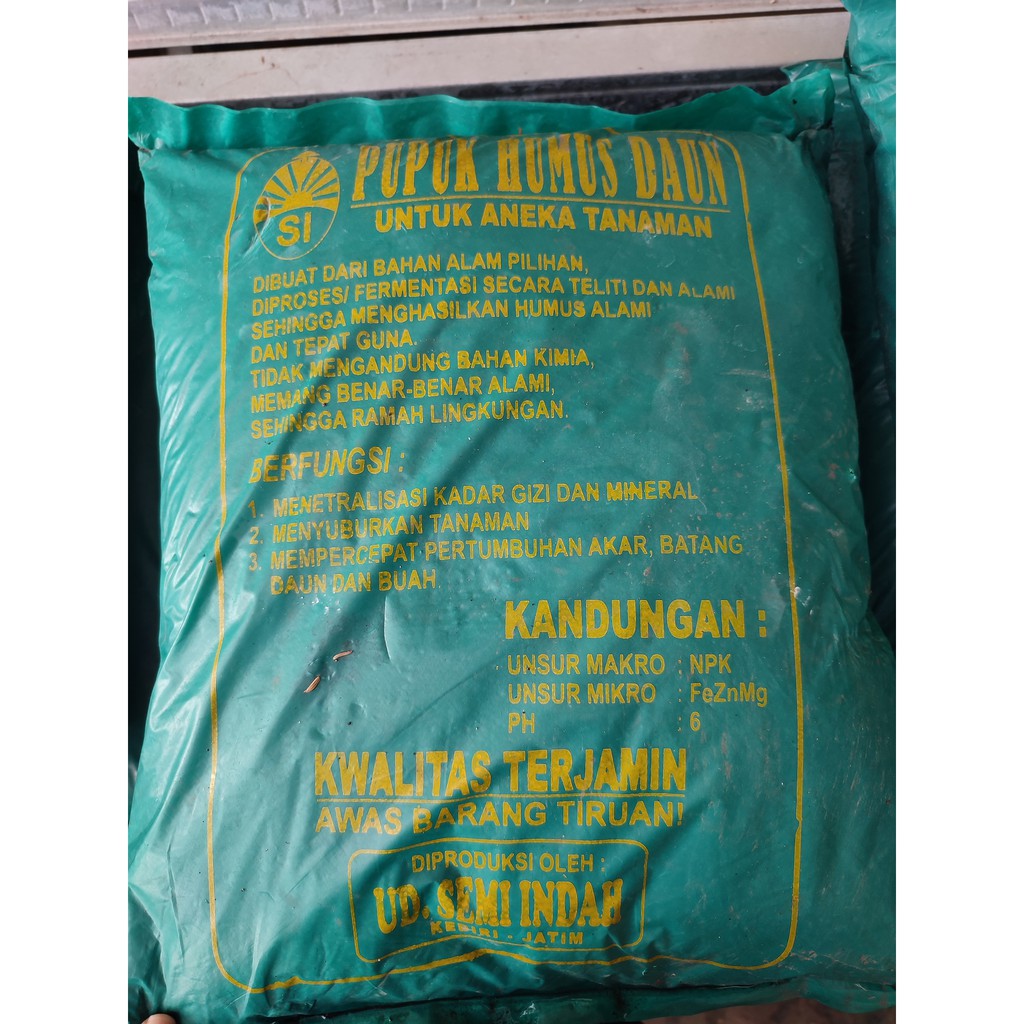 PUPUK HUMUS DAUN
SI
UNTUK ANEKA TANAMAN
DIBUAT DARI BAHAN ALAM PILIHAN,
DIPROSES/ FERMENTASI SECARA TELITI DAN ALAMI
SEHINGGA MENGHASILKAN HUMUS ALAMI
DAN TEPAT GUNA.
TIDAK MENGANDUNG BAHAN KIMIA,
MEMANG BENAR-BENAR ALAMI,
SEHINGGA RAMAH LINGKUNGAN.
BERFUNGSI :
1. MENETRALISASI KADAR GIZI DAN MINERAL
2. MENYUBURKAN TANAMAN
3. MEMPERCEPAT PERTUMBUHAN AKAR, BATANG
DAUN DAN BUAH
KANDUNGAN :
UNSUR MAKRO : NPK
UNSUR MIKRO : FeZnMg
PH : 6
KWALITAS TERJAMIN
AWAS BARANG TIRUAN!
DIPRODUKSI OLEH :
UD. SEMI INDAH
KEDIRI - JATIM